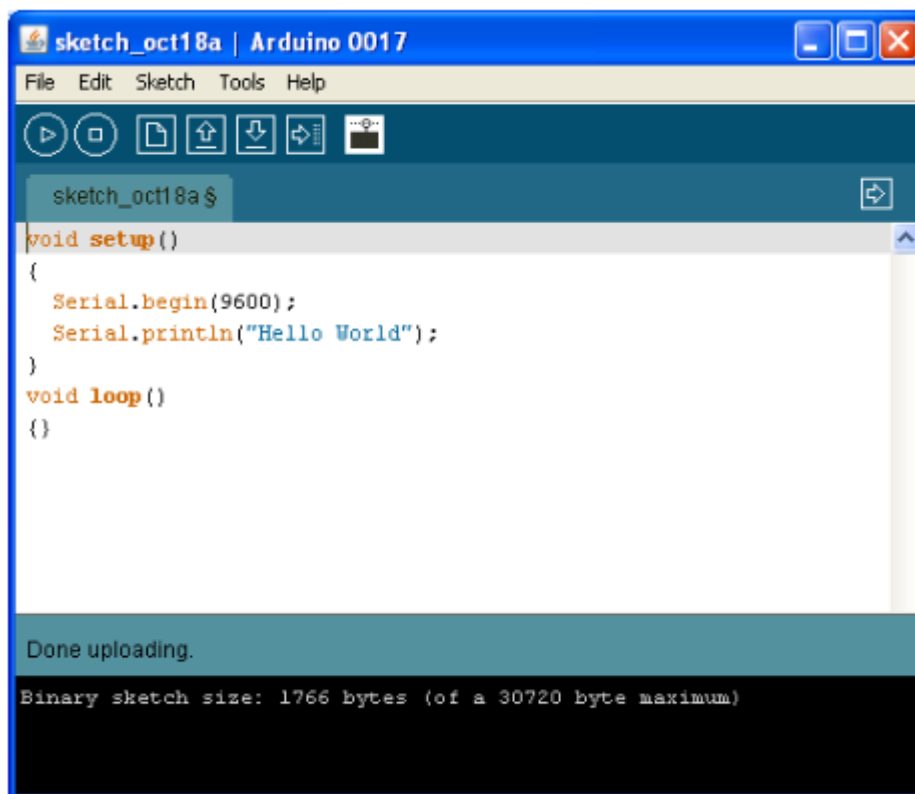 sketch_oct18a | Arduino 0017
File Edit Sketch Tools Help
sketch_oct18a §
void setup()
{
  Serial.begin(9600);
  Serial.println("Hello World");
}
void loop()
{}
Done uploading.
Binary sketch size: 1766 bytes (of a 30720 byte maximum)